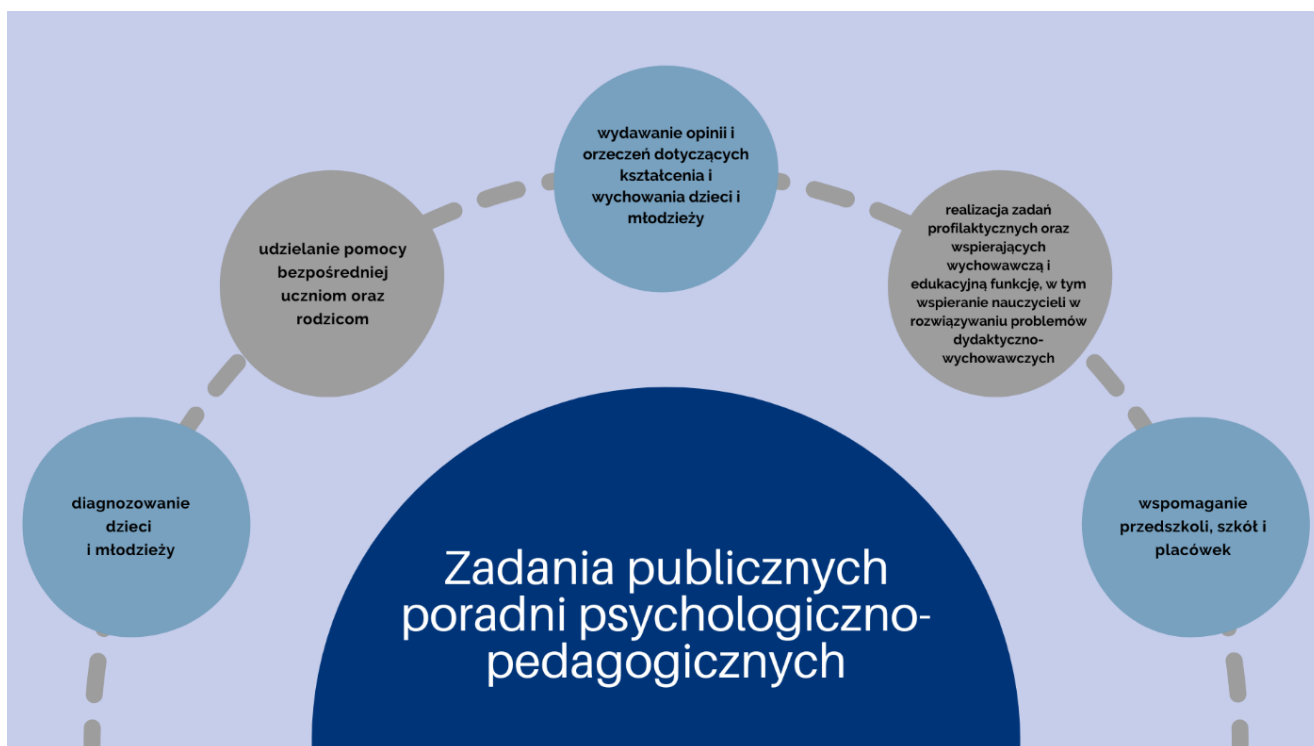 wydawanie opinii i
orzeczeń dotyczących
kształcenia i
wychowania dzieci i
młodzieży
udzielanie pomocy
bezpośredniej
uczniom oraz
rodzicom
realizacja zadań
profilaktycznych oraz
wspierających
wychowawczą i
edukacyjną funkcję, w tym
wspieranie nauczycieli w
rozwiązywaniu problemów
dydaktyczno-
wychowawczych
diagnozowanie
dzieci
i młodzieży
wspomaganie
przedszkoli, szkół i
placówek
Zadania publicznych
poradni psychologiczno-
pedagogicznych